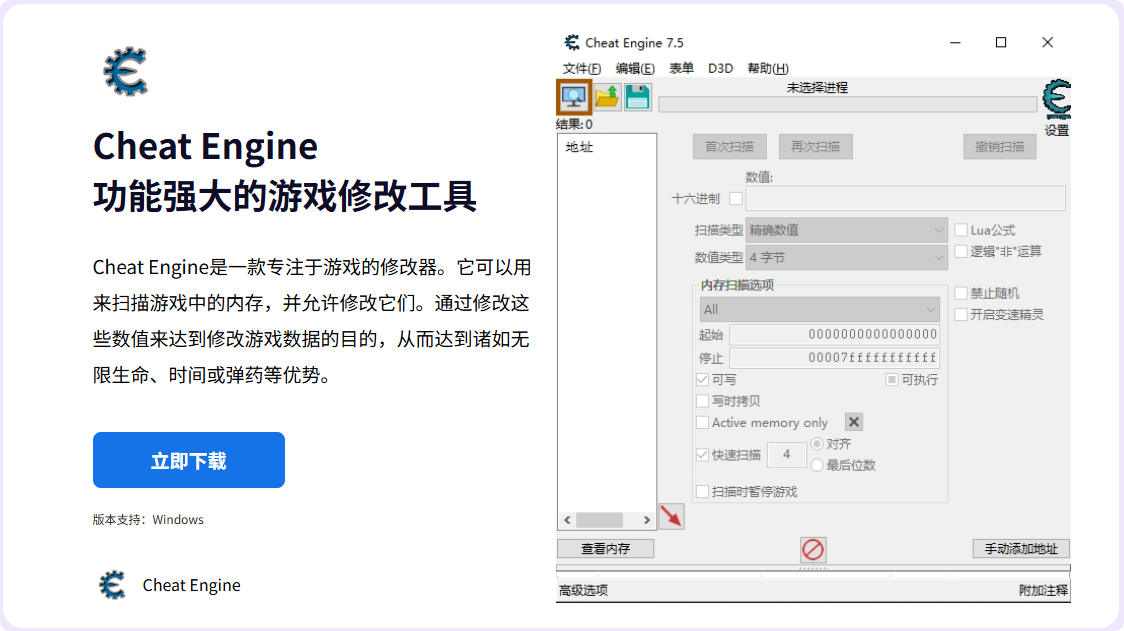 Cheat Engine
功能强大的游戏修改工具
Cheat Engine是一款专注于游戏的修改器。它可以用
来扫描游戏中的内存，并允许修改它们。通过修改这
些数值来达到修改游戏数据的目的，从而达到诸如无
限生命、时间或弹药等优势。
立即下载
版本支持：Windows
Cheat Engine
Cheat Engine 7.5
文件(F) 编辑(E) 表单 D3D 帮助(H)
未选择进程
结果: 0
设置
地址
首次扫描 再次扫描 撤销扫描
数值:
十六进制
扫描类型 精确数值 Lua公式
数值类型 4 字节 逻辑"非"运算
内存扫描选项
All
禁止随机
起始 0000000000000000
开启变速精灵
停止 00007fffffffffff
可写 可执行
写时拷贝
Active memory only
快速扫描 4 对齐
最后位数
扫描时暂停游戏
查看内存 手动添加地址
高级选项 附加注释